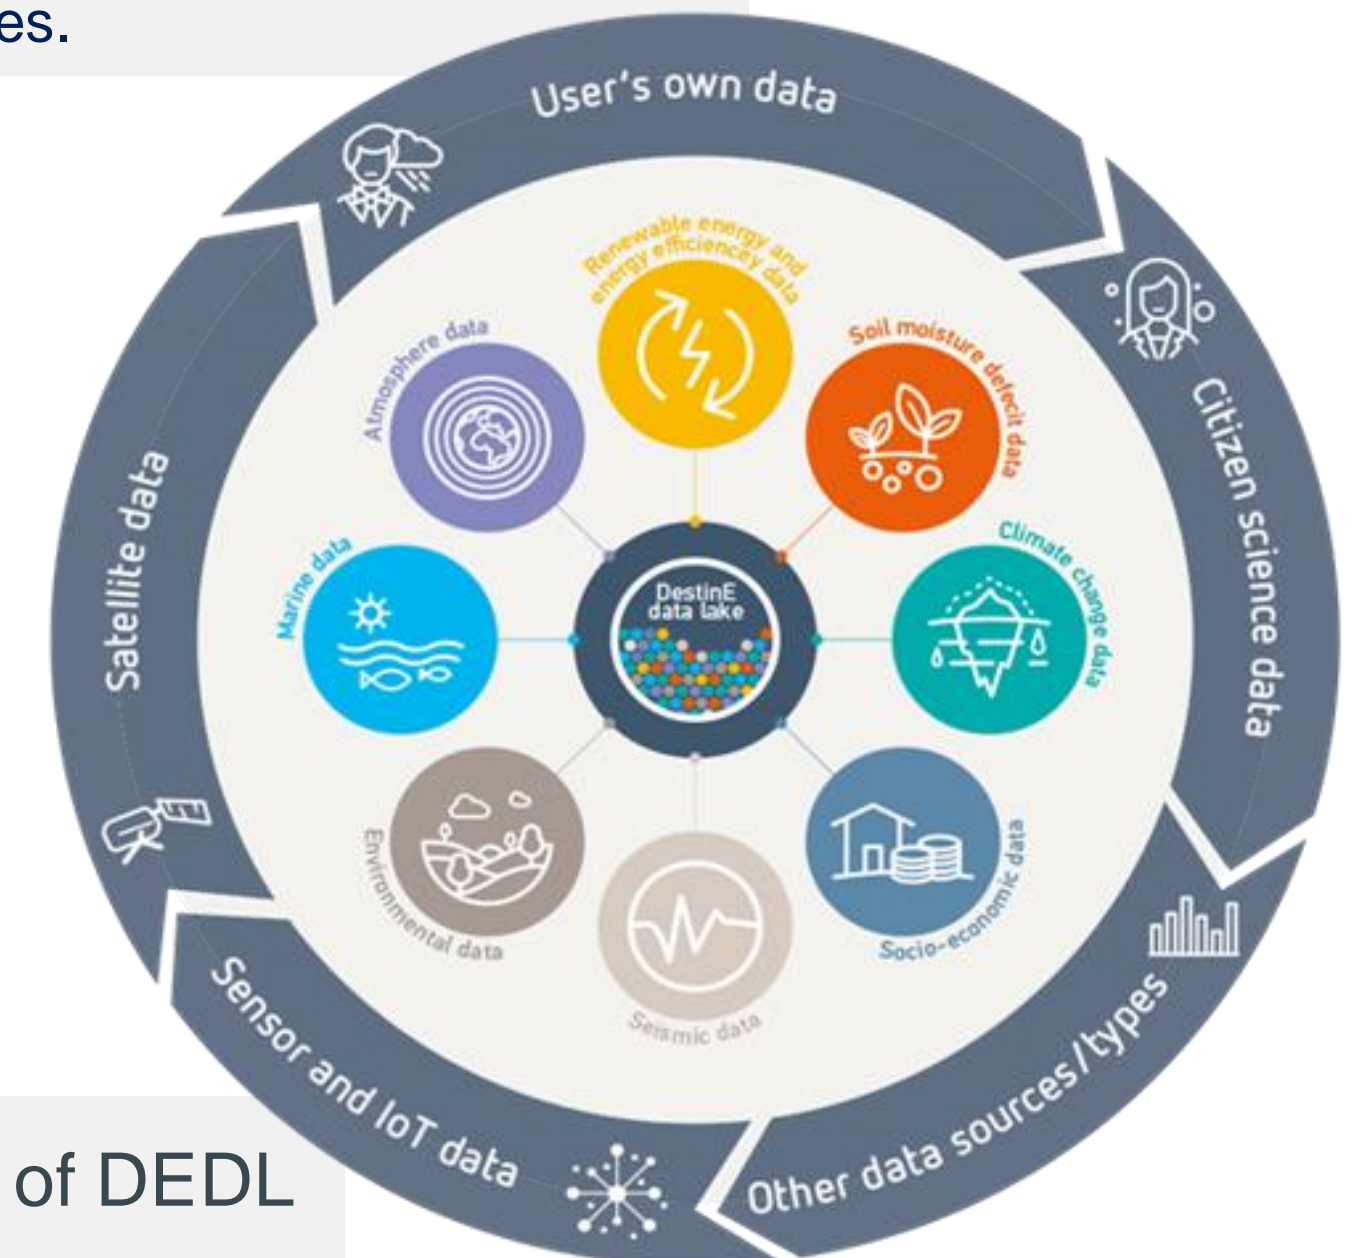 es.
User's own data
Citizen science data
Other data sources/types
Sensor and IoT data
Satellite data
Renewable energy and
energy efficiencey data
Soil moisture defecit data
Climate change data
Socio-economic data
Seismic data
Environmental data
Marine data
Atmosphere data
DestinE
data lake
of DEDL